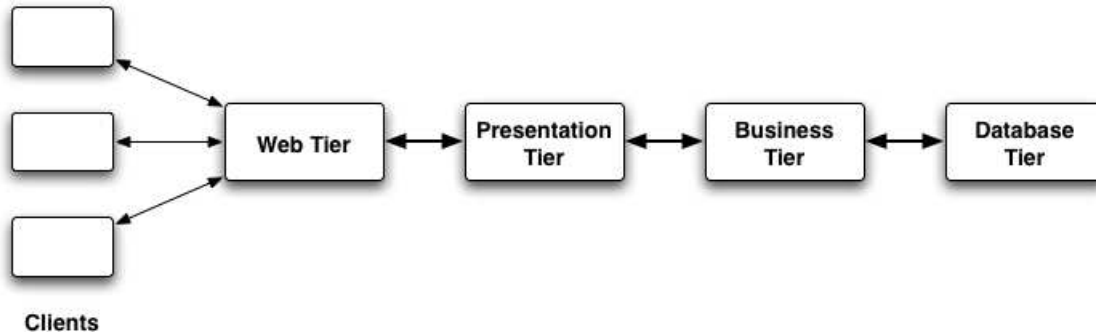 Web Tier
Presentation
Tier
Business
Tier
Database
Tier
Clients